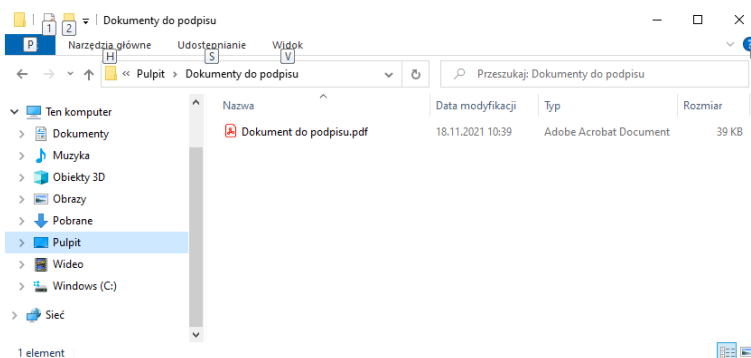 Dokumenty do podpisu
1 2
P Narzędzia główne Udostępnianie Widok
H S V
« Pulpit › Dokumenty do podpisu Przeszukaj: Dokumenty do podpisu
Ten komputer
Dokumenty
Muzyka
Obiekty 3D
Obrazy
Pobrane
Pulpit
Wideo
Windows (C:)
Sieć
Nazwa Data modyfikacji Typ Rozmiar
Dokument do podpisu.pdf 18.11.2021 10:39 Adobe Acrobat Document 39 KB
1 element